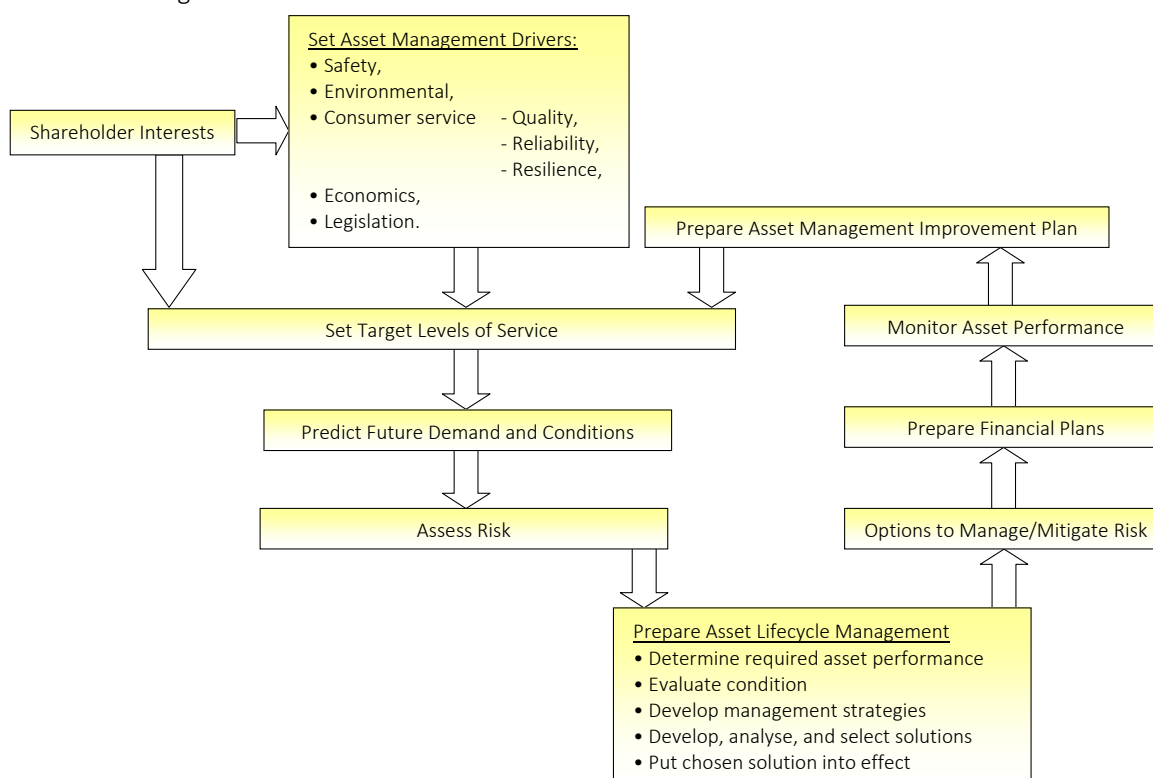 Set Asset Management Drivers:
• Safety,
• Environmental,
• Consumer service - Quality,
- Reliability,
- Resilience,
• Economics,
• Legislation.
Shareholder Interests
Prepare Asset Management Improvement Plan
Set Target Levels of Service
Monitor Asset Performance
Predict Future Demand and Conditions
Prepare Financial Plans
Assess Risk
Options to Manage/Mitigate Risk
Prepare Asset Lifecycle Management
• Determine required asset performance
• Evaluate condition
• Develop management strategies
• Develop, analyse, and select solutions
• Put chosen solution into effect